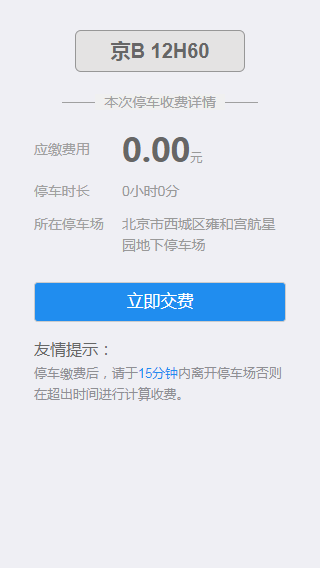 京B 12H60
本次停车收费详情
应缴费用 0.00元
停车时长 0小时0分
所在停车场 北京市西城区雍和宫航星
园地下停车场
立即交费
友情提示：
停车缴费后，请于15分钟内离开停车场否则
在超出时间进行计算收费。